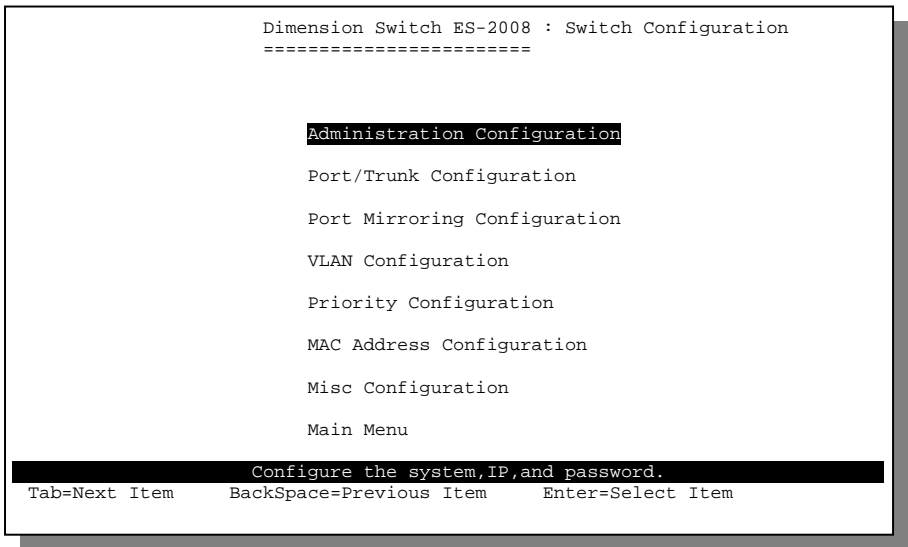 Dimension Switch ES-2008 : Switch Configuration
========================
Administration Configuration
Port/Trunk Configuration
Port Mirroring Configuration
VLAN Configuration
Priority Configuration
MAC Address Configuration
Misc Configuration
Main Menu
Configure the system,IP,and password.
Tab=Next Item BackSpace=Previous Item Enter=Select Item